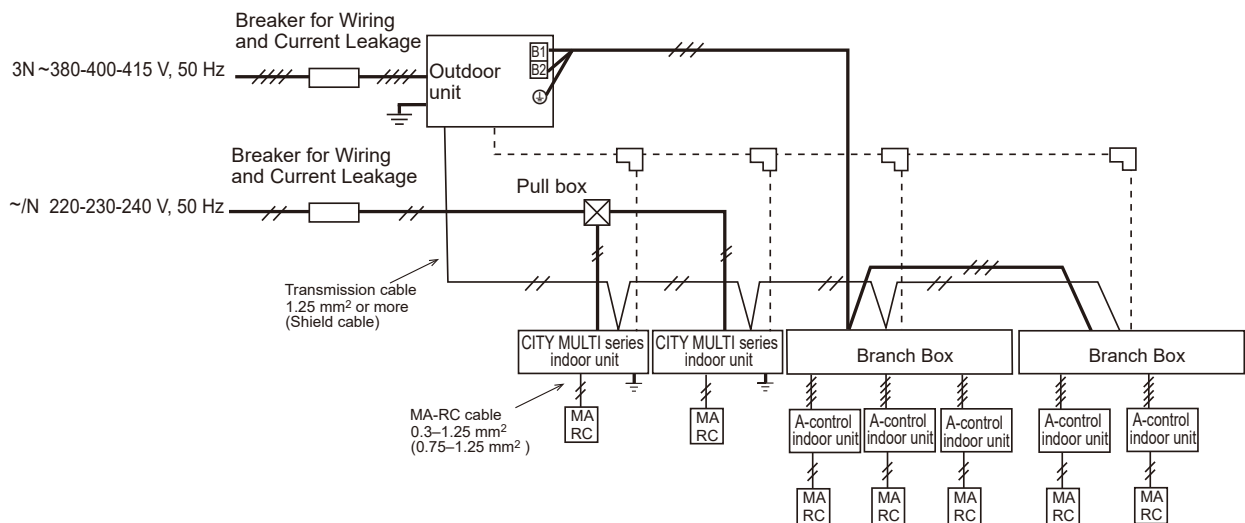 Breaker for Wiring
and Current Leakage
3N ~380-400-415 V, 50 Hz
Outdoor
unit
B1
B2
Breaker for Wiring
and Current Leakage
~/N 220-230-240 V, 50 Hz
Pull box
Transmission cable
1.25 mm² or more
(Shield cable)
CITY MULTI series
indoor unit
CITY MULTI series
indoor unit
Branch Box
Branch Box
MA-RC cable
0.3–1.25 mm²
(0.75–1.25 mm² )
MA
RC
MA
RC
A-control
indoor unit
A-control
indoor unit
A-control
indoor unit
A-control
indoor unit
A-control
indoor unit
MA
RC
MA
RC
MA
RC
MA
RC
MA
RC